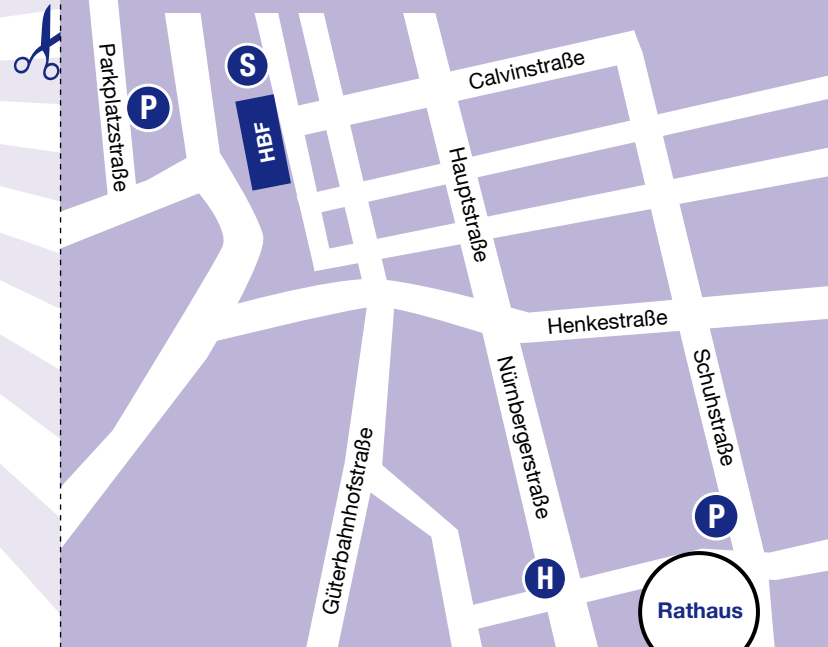 Parkplatzstraße
P
S
HBF
Calvinstraße
Hauptstraße
Henkestraße
Nürnbergerstraße
Schuhstraße
Güterbahnhofstraße
P
H
Rathaus